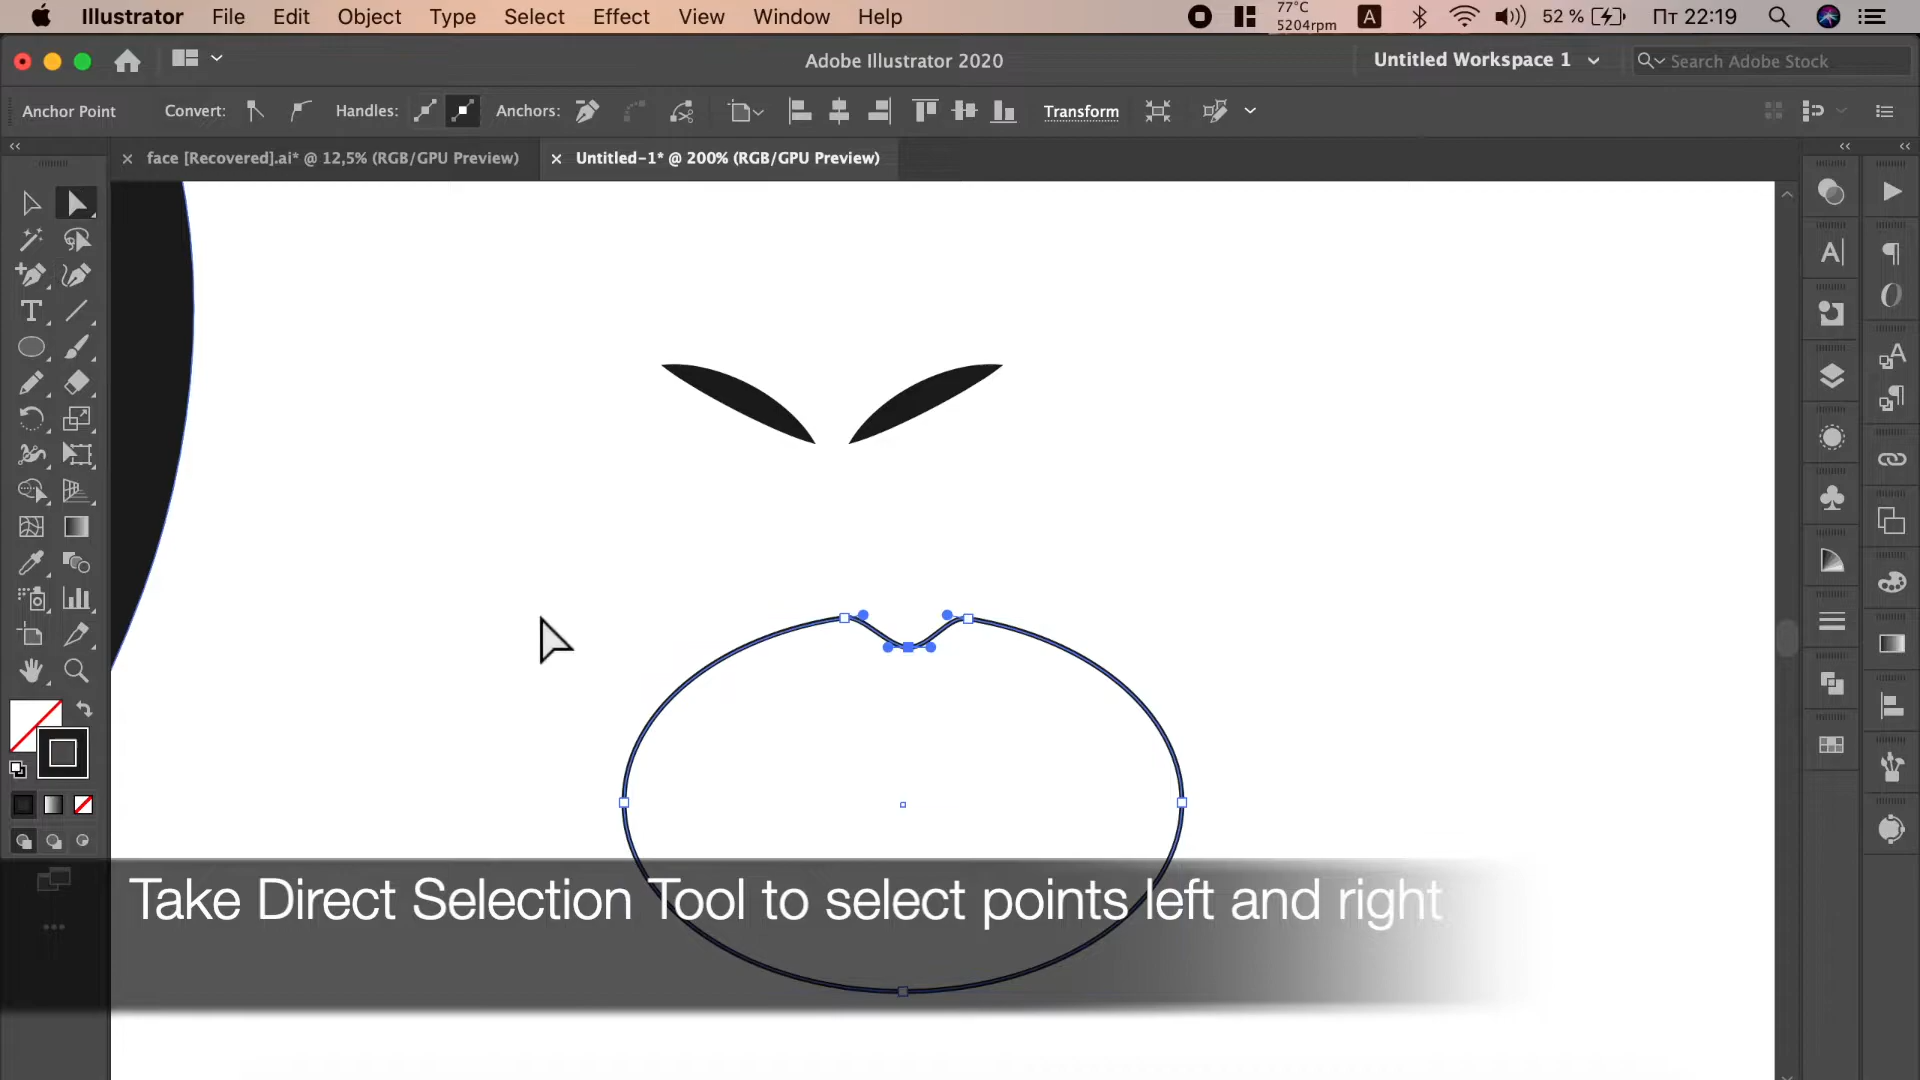 Illustrator File Edit Object Type Select Effect View Window Help 77°C 5204rpm A 52 % Пт 22:19
Adobe Illustrator 2020 Untitled Workspace 1 Search Adobe Stock
Anchor Point Convert: Handles: Anchors: Transform
face [Recovered].ai* @ 12,5% (RGB/GPU Preview) Untitled-1* @ 200% (RGB/GPU Preview)
Take Direct Selection Tool to select points left and right